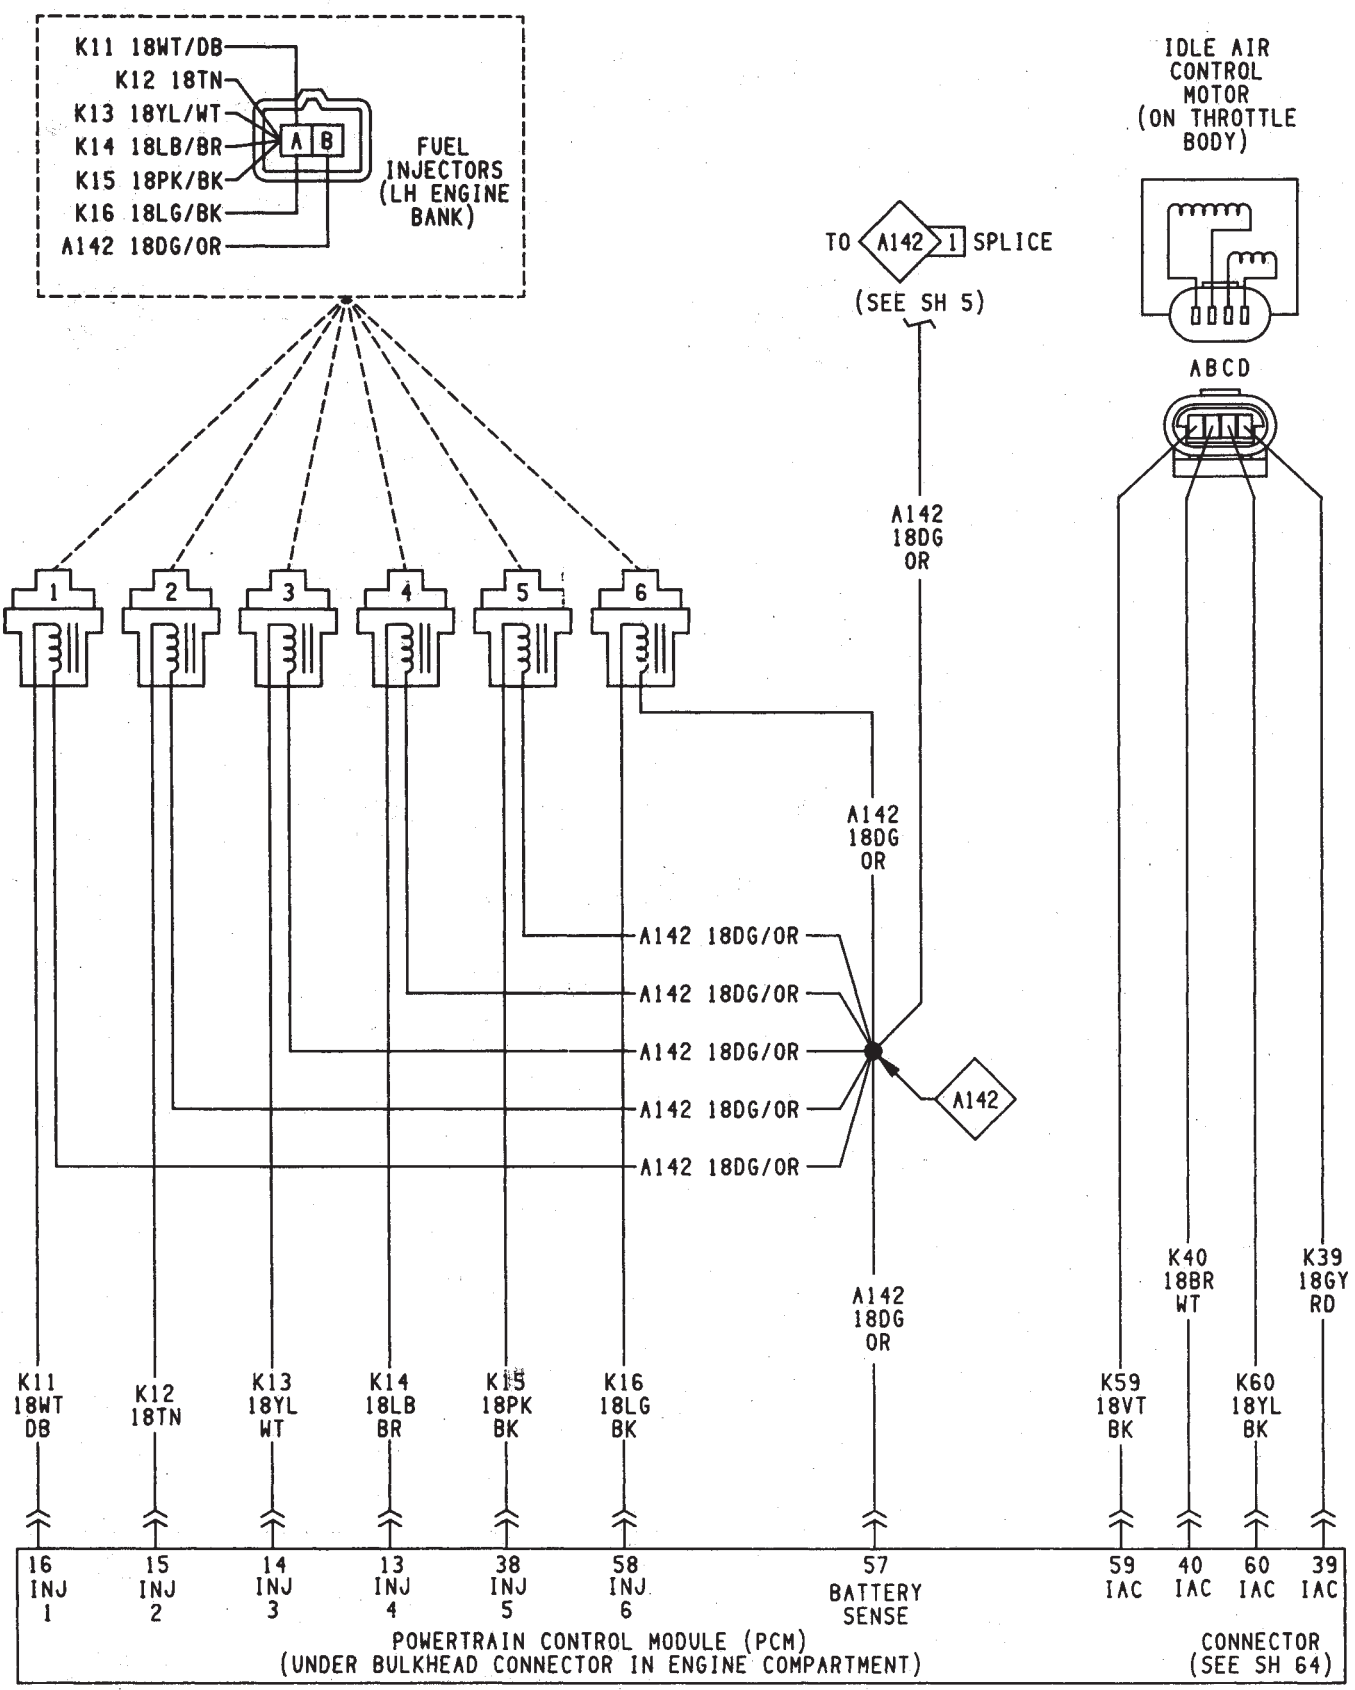 K11 18WT/DB
K12 18TN
K13 18YL/WT
K14 18LB/BR
K15 18PK/BK
K16 18LG/BK
A142 18DG/OR
A B
FUEL
INJECTORS
(LH ENGINE
BANK)
TO A142 1 SPLICE
(SEE SH 5)
IDLE AIR
CONTROL
MOTOR
(ON THROTTLE
BODY)
ABCD
1 2 3 4 5 6
A142
18DG
OR
A142
18DG
OR
A142 18DG/OR
A142 18DG/OR
A142 18DG/OR
A142 18DG/OR
A142 18DG/OR
A142
A142
18DG
OR
K11
18WT
DB
K12
18TN
K13
18YL
WT
K14
18LB
BR
K15
18PK
BK
K16
18LG
BK
K59
18VT
BK
K40
18BR
WT
K60
18YL
BK
K39
18GY
RD
16
INJ
1
15
INJ
2
14
INJ
3
13
INJ
4
38
INJ
5
58
INJ
6
57
BATTERY
SENSE
59
IAC
40
IAC
60
IAC
39
IAC
POWERTRAIN CONTROL MODULE (PCM)
(UNDER BULKHEAD CONNECTOR IN ENGINE COMPARTMENT)
CONNECTOR
(SEE SH 64)